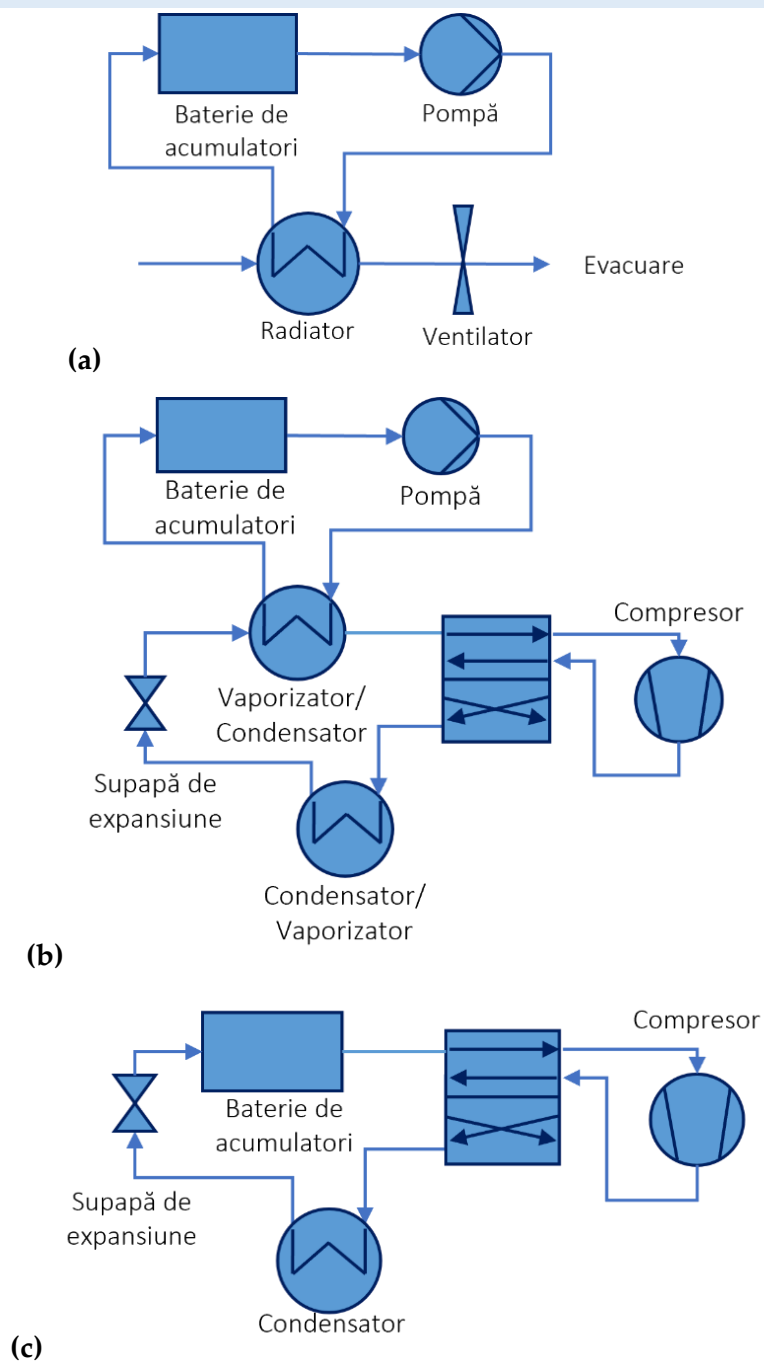 Baterie de
acumulatori
Pompă
Radiator
Ventilator
Evacuare
(a)
Baterie de
acumulatori
Pompă
Compresor
Vaporizator/
Condensator
Supapă de
expansiune
Condensator/
Vaporizator
(b)
Compresor
Baterie de
acumulatori
Supapă de
expansiune
Condensator
(c)